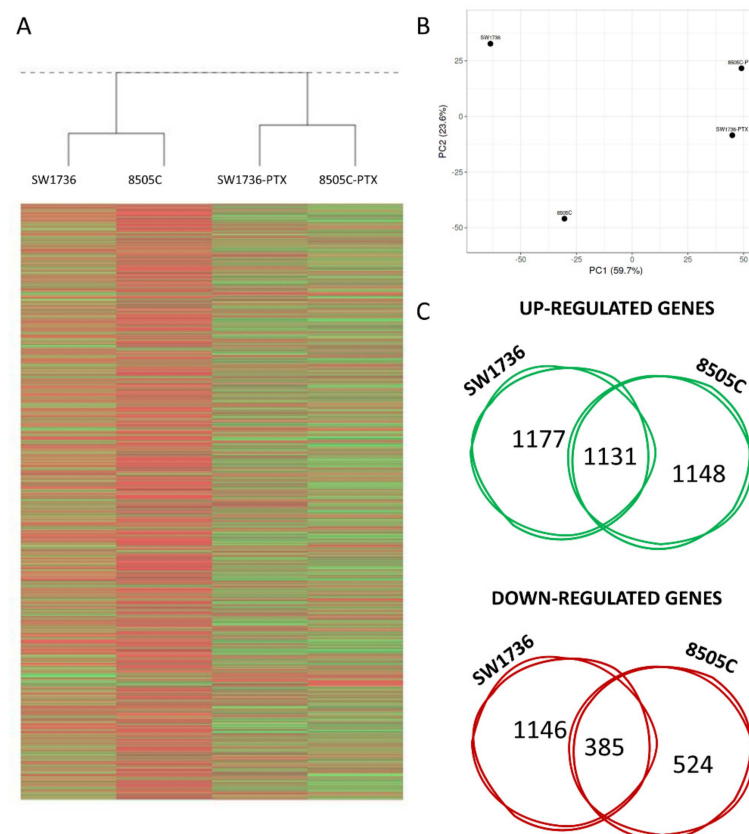 A
SW1736
8505C
SW1736-PTX
8505C-PTX
B
SW1736
8505C-P
SW1736-PTX
8505C
25
0
-25
-50
PC2 (23.6%)
-50
-25
0
25
50
PC1 (59.7%)
C
UP-REGULATED GENES
SW1736
8505C
1177
1131
1148
DOWN-REGULATED GENES
SW1736
8505C
1146
385
524